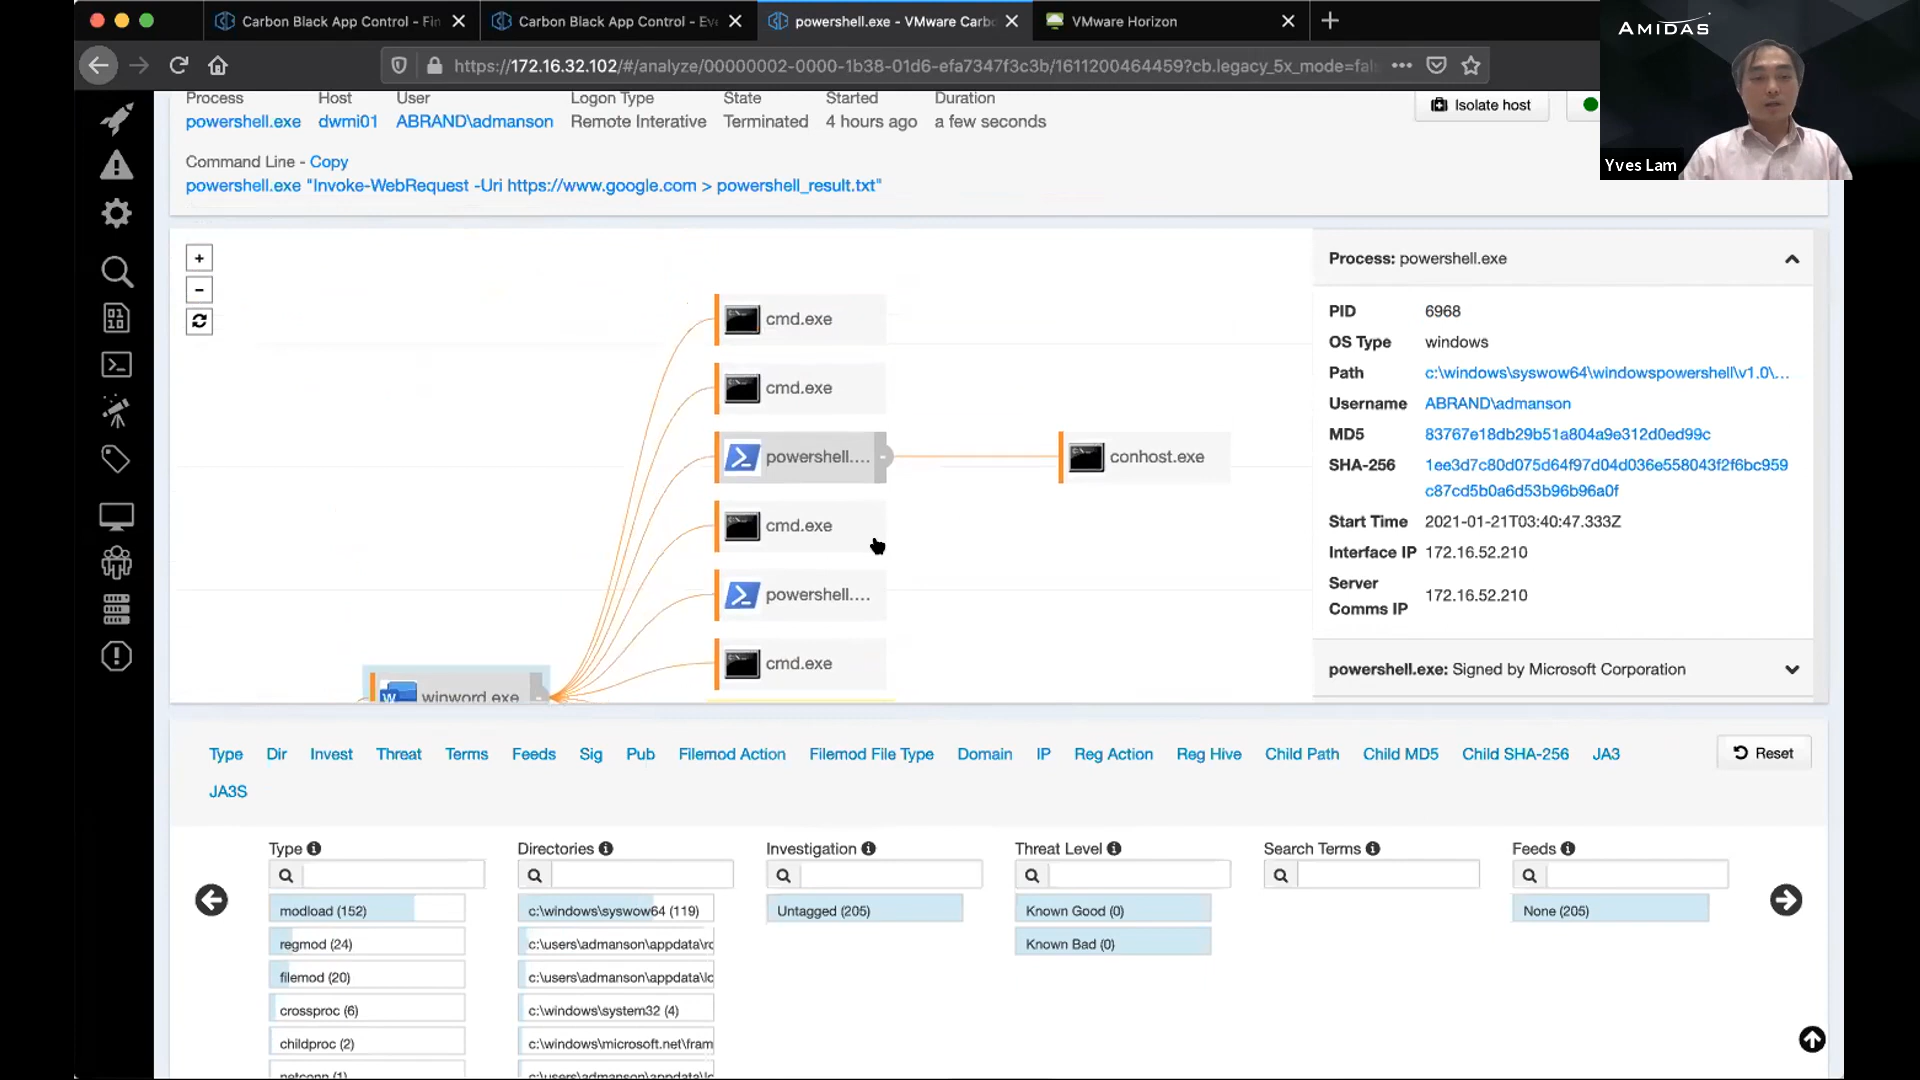 Carbon Black App Control - Fin
Carbon Black App Control - Eve
powershell.exe - VMware Carbo
VMware Horizon
https://172.16.32.102/#/analyze/00000002-0000-1b38-01d6-efa7347f3c3b/1611200464459?cb.legacy_5x_mode=fal
AMIDAS
Yves Lam
Process Host User Logon Type State Started Duration
powershell.exe dwmi01 ABRAND\admanson Remote Interative Terminated 4 hours ago a few seconds
Isolate host
Command Line - Copy
powershell.exe "Invoke-WebRequest -Uri https://www.google.com > powershell_result.txt"
cmd.exe
cmd.exe
powershell....
conhost.exe
cmd.exe
powershell....
cmd.exe
winword.exe
Process: powershell.exe
PID 6968
OS Type windows
Path c:\windows\syswow64\windowspowershell\v1.0\...
Username ABRAND\admanson
MD5 83767e18db29b51a804a9e312d0ed99c
SHA-256 1ee3d7c80d075d64f97d04d036e558043f2f6bc959
c87cd5b0a6d53b96b96a0f
Start Time 2021-01-21T03:40:47.333Z
Interface IP 172.16.52.210
Server
Comms IP 172.16.52.210
powershell.exe: Signed by Microsoft Corporation
Type Dir Invest Threat Terms Feeds Sig Pub Filemod Action Filemod File Type Domain IP Reg Action Reg Hive Child Path Child MD5 Child SHA-256 JA3
JA3S
Reset
Type
modload (152)
regmod (24)
filemod (20)
crossproc (6)
childproc (2)
netconn (1)
Directories
c:\windows\syswow64 (119)
c:\users\admanson\appdata\ro
c:\users\admanson\appdata\lo
c:\windows\system32 (4)
c:\windows\microsoft.net\fram
c:\users\admanson\appdata\lo
Investigation
Untagged (205)
Threat Level
Known Good (0)
Known Bad (0)
Search Terms
Feeds
None (205)